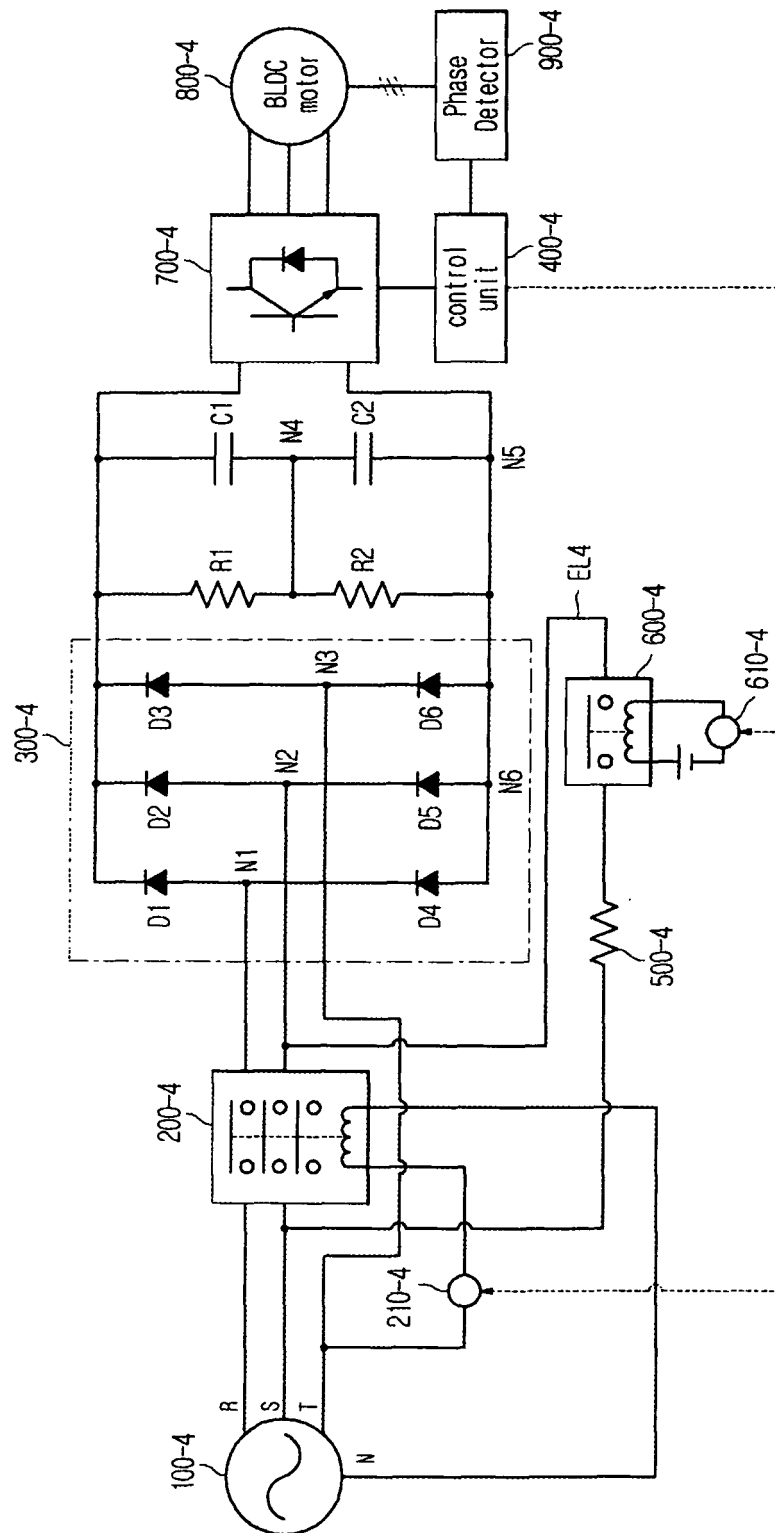 100-4
R
S
T
N
210-4
200-4
300-4
D1
D2
D3
N1
N2
N3
D4
D5
D6
N6
R1
R2
C1
N4
C2
N5
500-4
EL4
600-4
610-4
700-4
control
unit
400-4
800-4
BLDC
motor
Phase
Detector
900-4